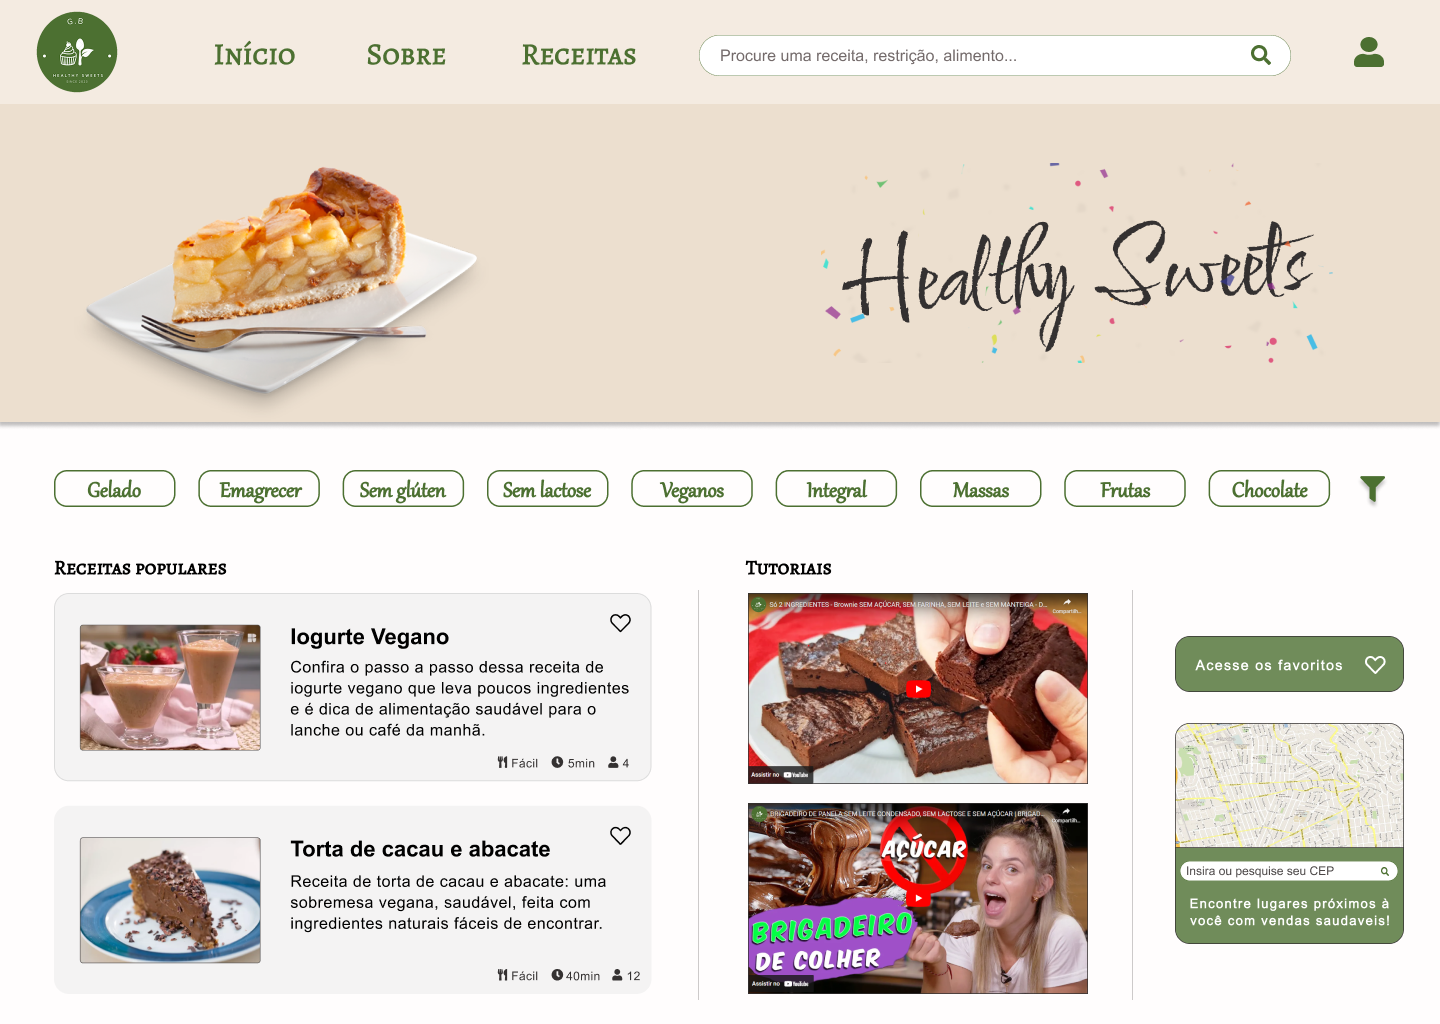 G.B
HEALTHY SWEETS
Início
Sobre
Receitas
Procure uma receita, restrição, alimento...
Healthy Sweets
Gelado
Emagrecer
Sem glúten
Sem lactose
Veganos
Integral
Massas
Frutas
Chocolate
Receitas populares
Iogurte Vegano
Confira o passo a passo dessa receita de
iogurte vegano que leva poucos ingredientes
e é dica de alimentação saudável para o
lanche ou café da manhã.
Fácil 5min 4
Torta de cacau e abacate
Receita de torta de cacau e abacate: uma
sobremesa vegana, saudável, feita com
ingredientes naturais fáceis de encontrar.
Fácil 40min 12
Tutoriais
Só 2 INGREDIENTES - Brownie SEM AÇÚCAR, SEM FARINHA, SEM LEITE e SEM MANTEIGA - D...
Compartilh...
Assistir no YouTube
BRIGADEIRO DE PANELA SEM LEITE CONDENSADO, SEM LACTOSE E SEM AÇÚCAR | BRIGAD...
Compartilh...
AÇÚCAR
BRIGADEIRO
DE COLHER
Assistir no YouTube
Acesse os favoritos
Insira ou pesquise seu CEP
Encontre lugares próximos à
você com vendas saudaveis!